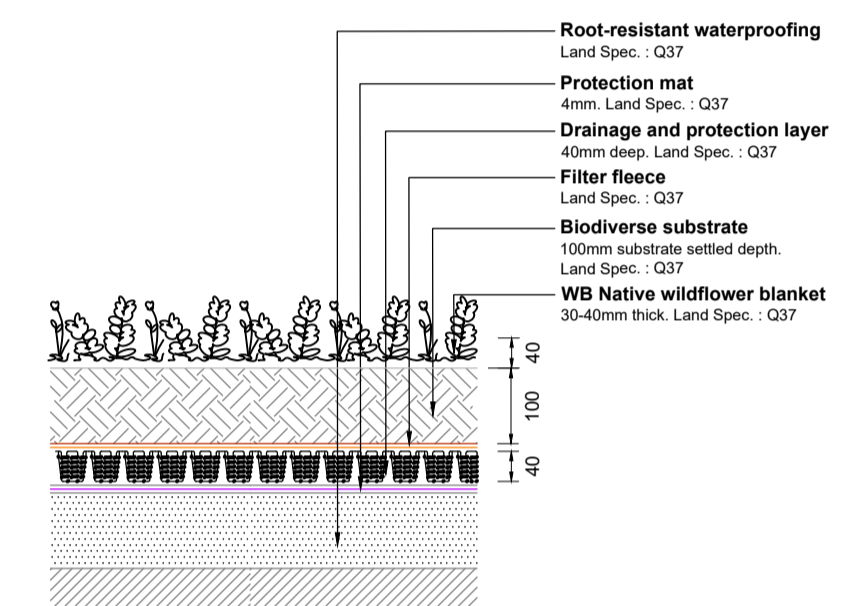 Root-resistant waterproofing
Land Spec. : Q37
Protection mat
4mm. Land Spec. : Q37
Drainage and protection layer
40mm deep. Land Spec. : Q37
Filter fleece
Land Spec. : Q37
Biodiverse substrate
100mm substrate settled depth.
Land Spec. : Q37
WB Native wildflower blanket
30-40mm thick. Land Spec. : Q37
40
100
40